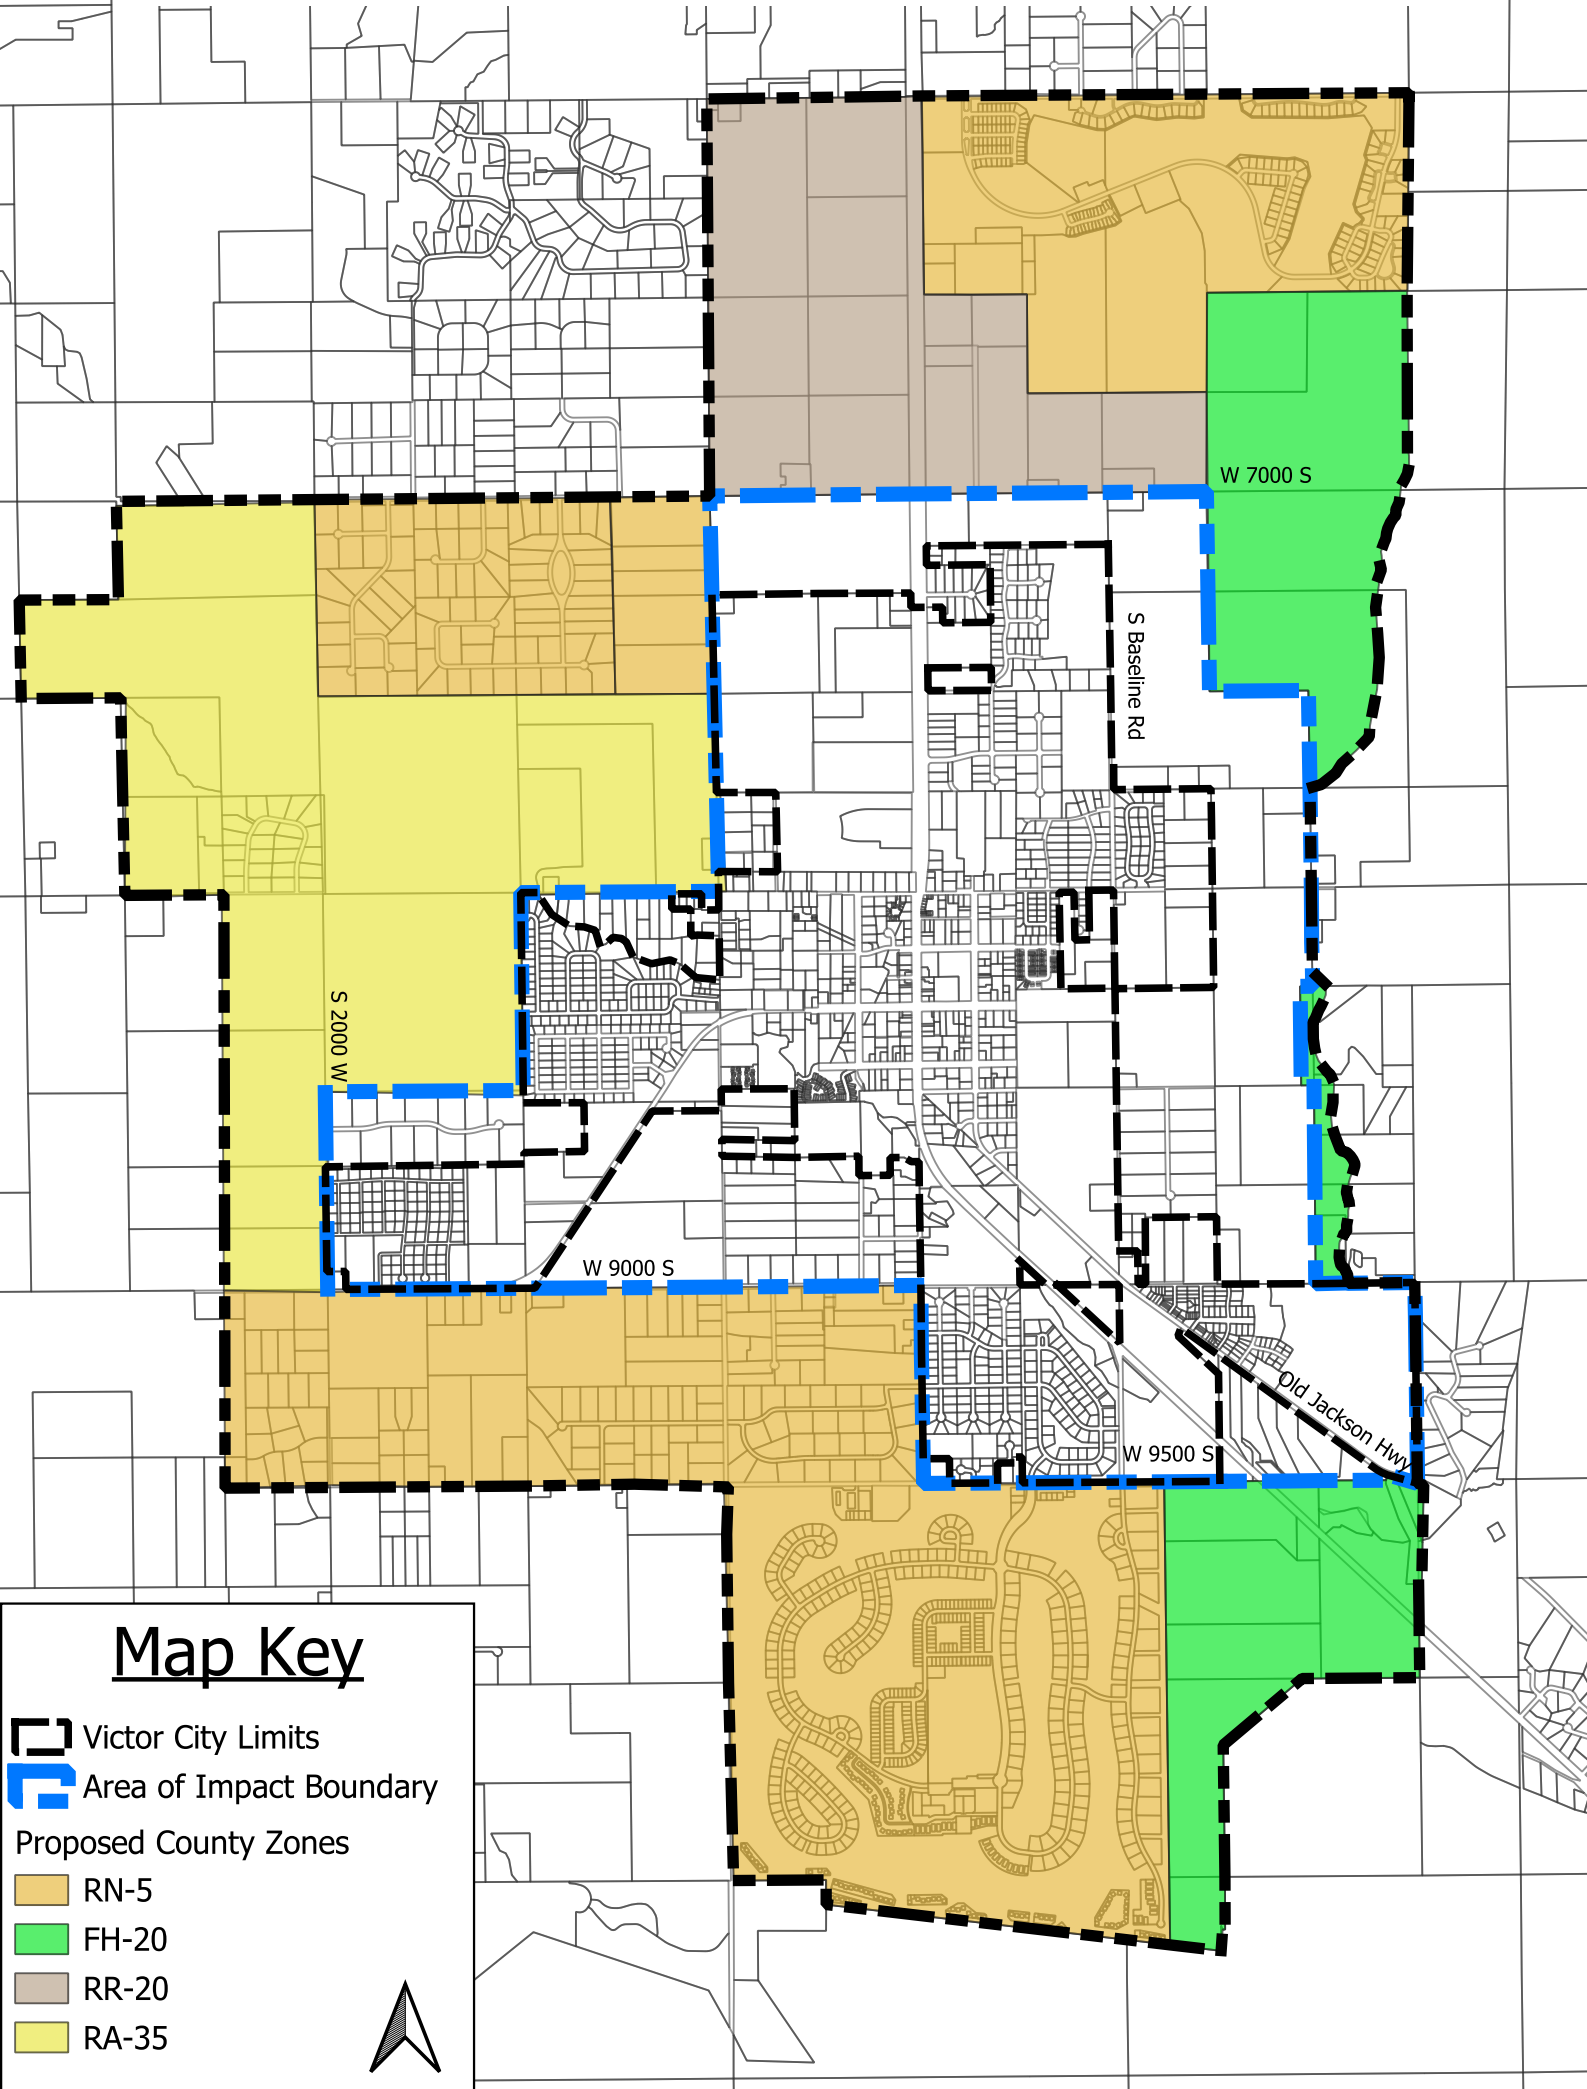 W 7000 S
S Baseline Rd
S 2000 W
W 9000 S
Old Jackson Hwy
W 9500 S
Map Key
Victor City Limits
Area of Impact Boundary
Proposed County Zones
RN-5
FH-20
RR-20
RA-35